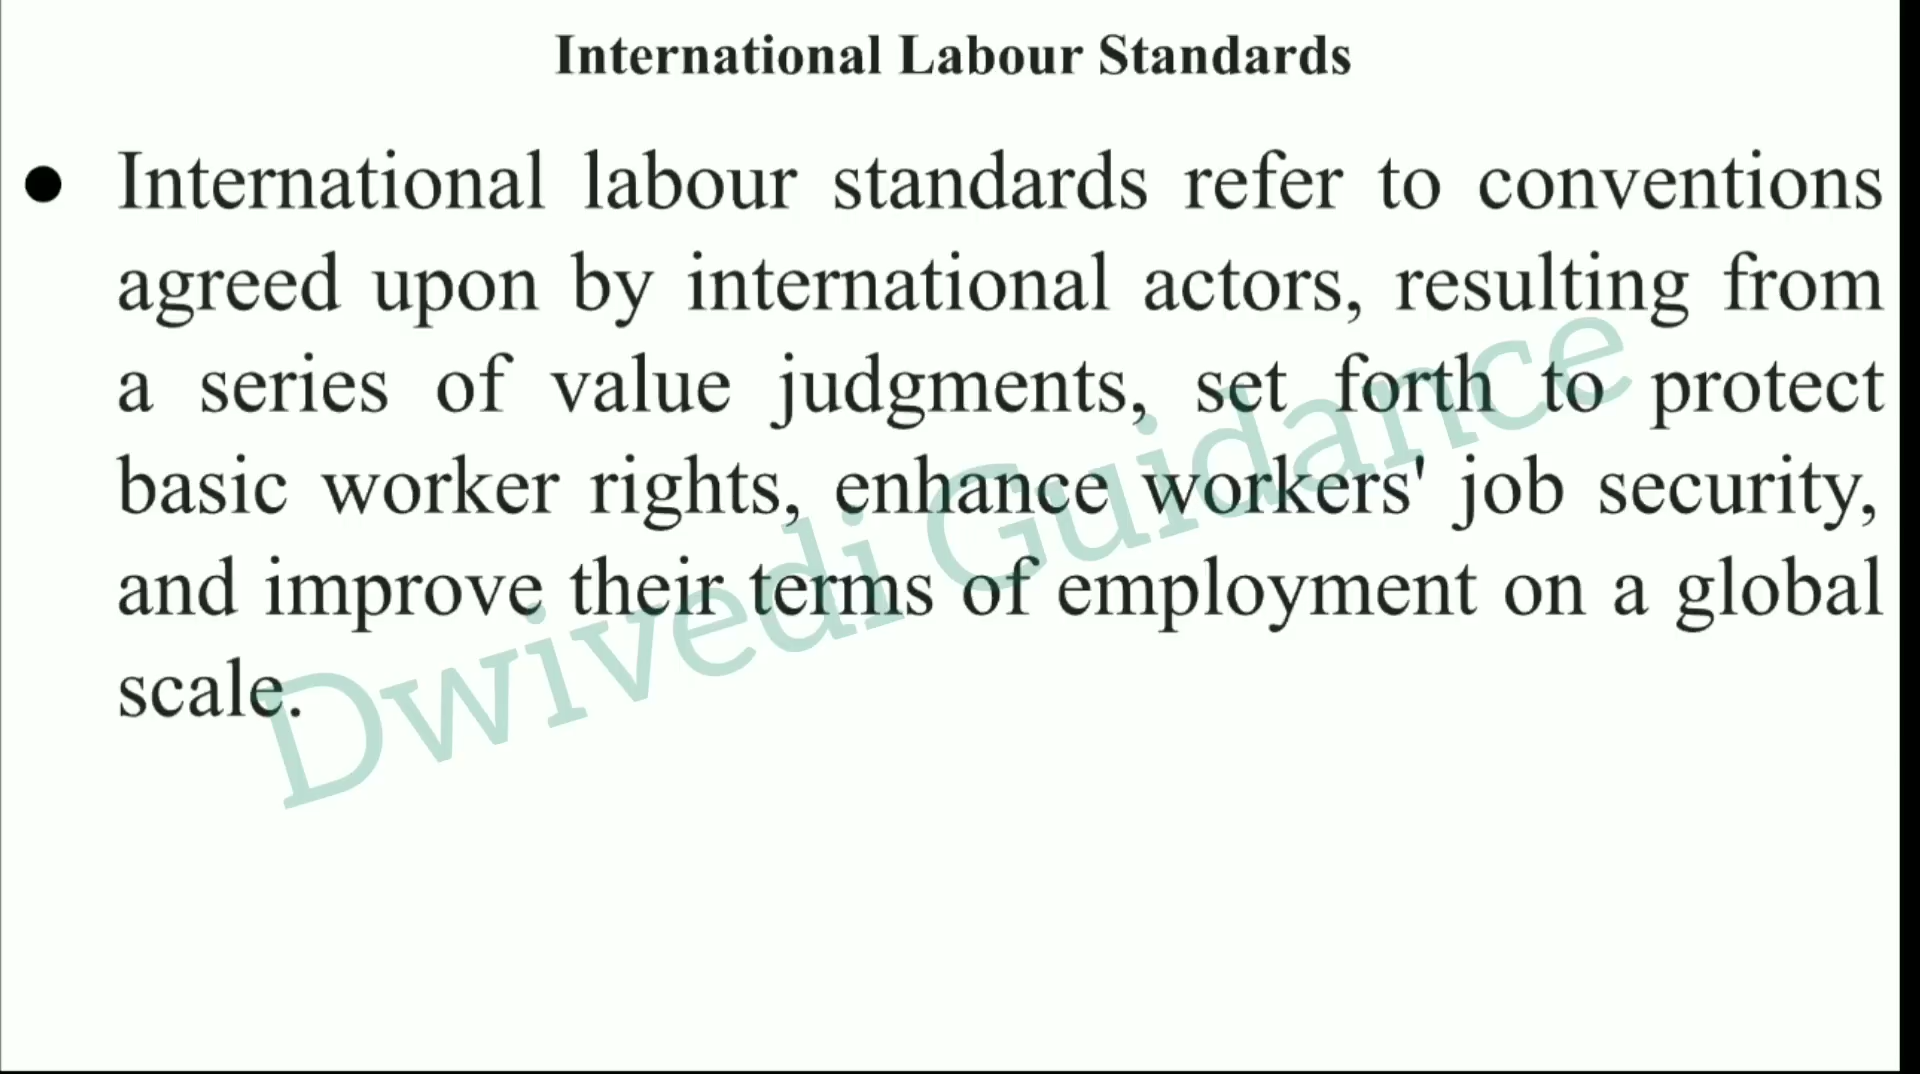 International Labour Standards
● International labour standards refer to conventions
agreed upon by international actors, resulting from
a series of value judgments, set forth to protect
basic worker rights, enhance workers' job security,
and improve their terms of employment on a global
scale.
Dwivedi Guidance